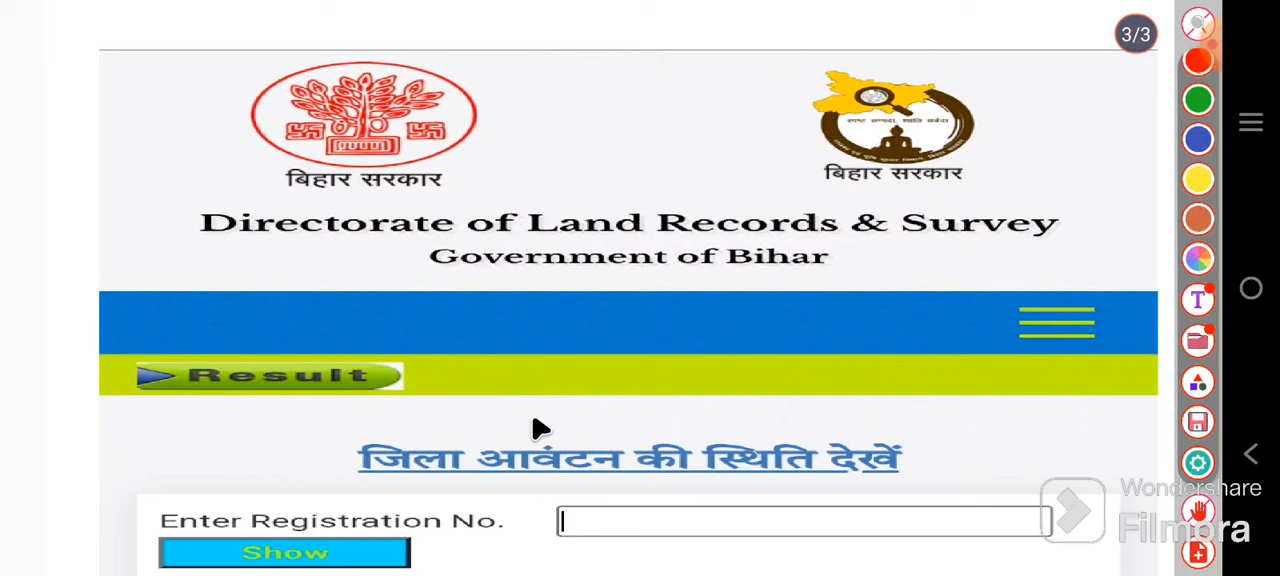 3/3
बिहार सरकार
बिहार सरकार
Directorate of Land Records & Survey
Government of Bihar
Result
जिला आवंटन की स्थिति देखें
Enter Registration No.
Show
T
Wondershare
Filmora